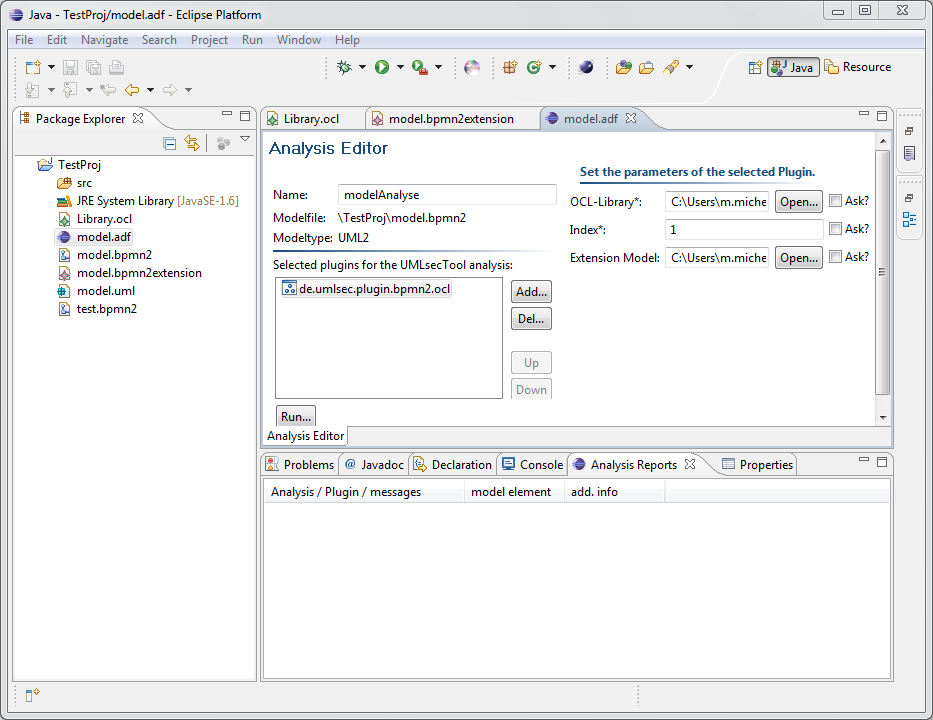 Java - TestProj/model.adf - Eclipse Platform
File Edit Navigate Search Project Run Window Help
Java Resource
Package Explorer
TestProj
src
JRE System Library [JavaSE-1.6]
Library.ocl
model.adf
model.bpmn2
model.bpmn2extension
model.uml
test.bpmn2
Library.ocl model.bpmn2extension model.adf
Analysis Editor
Name: modelAnalyse
Modelfile: \TestProj\model.bpmn2
Modeltype: UML2
Selected plugins for the UMLsecTool analysis:
de.umlsec.plugin.bpmn2.ocl
Add...
Del...
Up
Down
Run...
Set the parameters of the selected Plugin.
OCL-Library*: C:\Users\m.miche Open... Ask?
Index*: 1 Ask?
Extension Model: C:\Users\m.miche Open... Ask?
Analysis Editor
Problems @ Javadoc Declaration Console Analysis Reports Properties
Analysis / Plugin / messages model element add. info